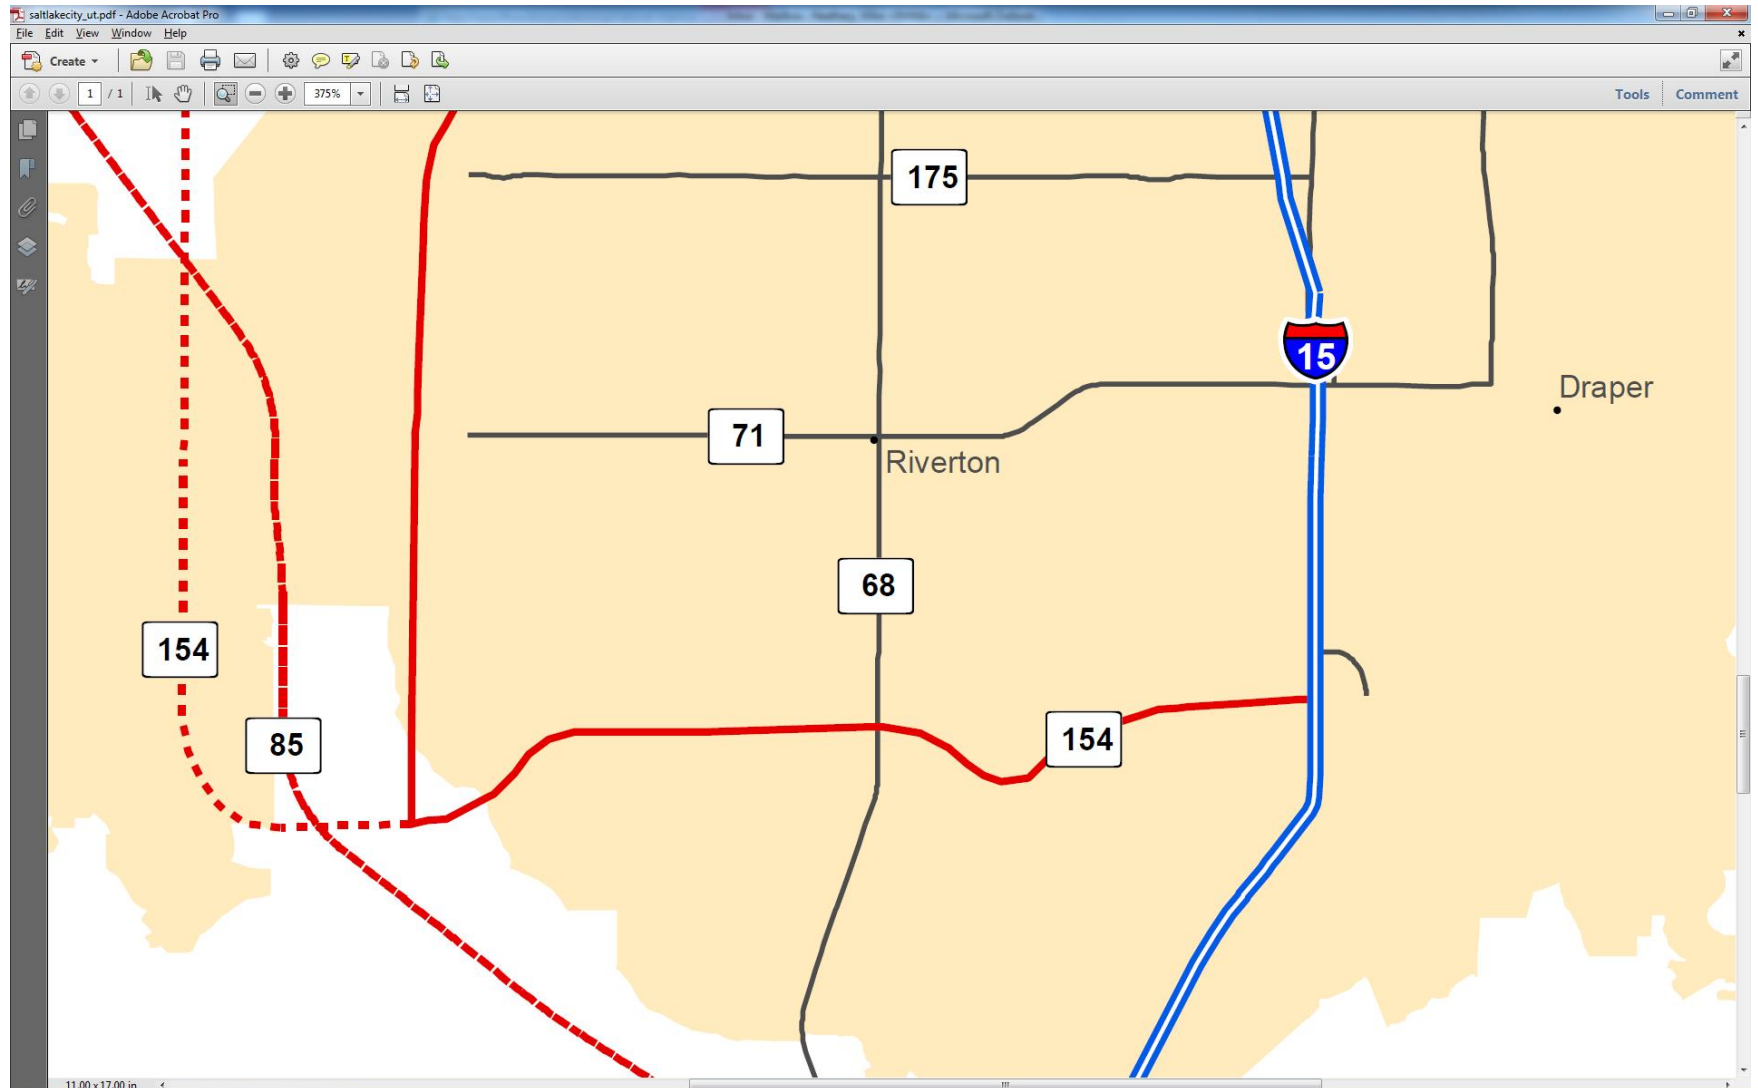 saltlakecity_ut.pdf - Adobe Acrobat Pro
File Edit View Window Help
Create
1 / 1 375% Tools Comment
175
15
Draper
71
Riverton
68
154
154
85
11.00 x 17.00 in